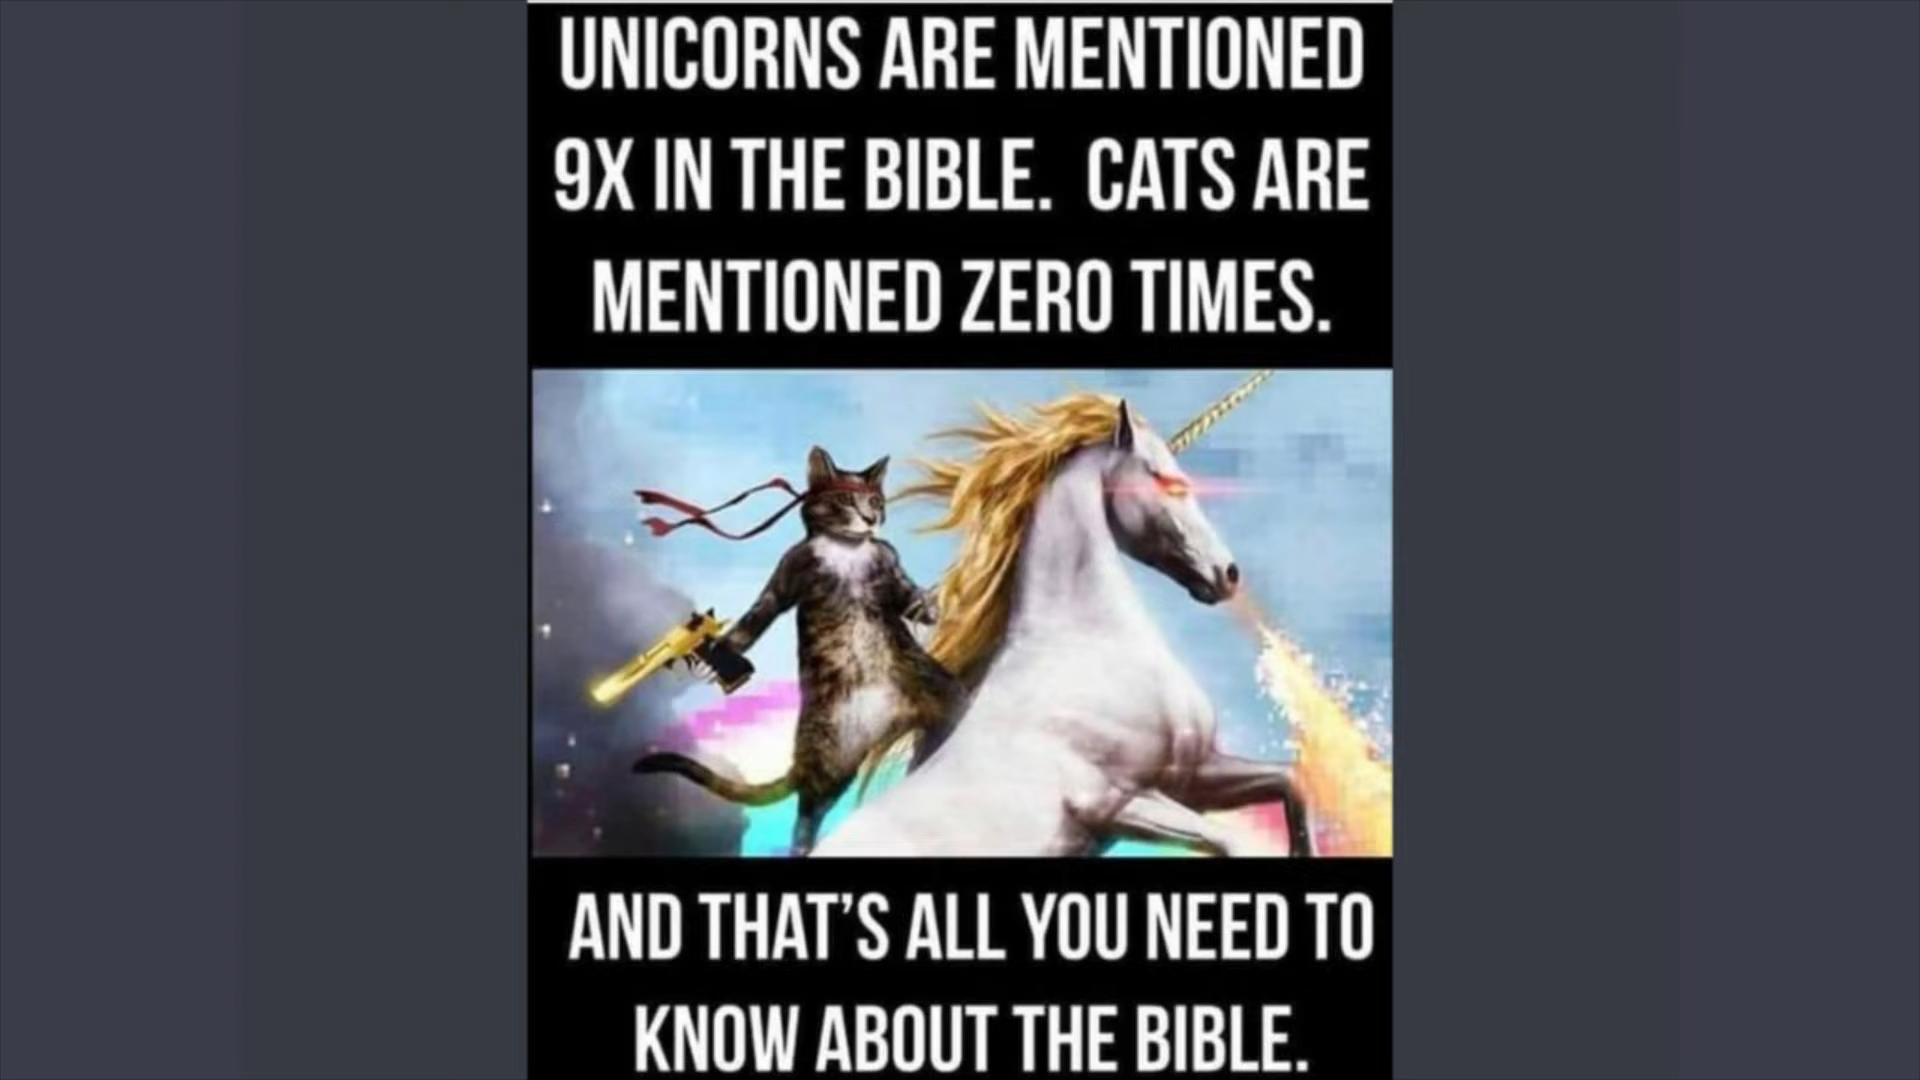 UNICORNS ARE MENTIONED
9X IN THE BIBLE. CATS ARE
MENTIONED ZERO TIMES.
AND THAT'S ALL YOU NEED TO
KNOW ABOUT THE BIBLE.